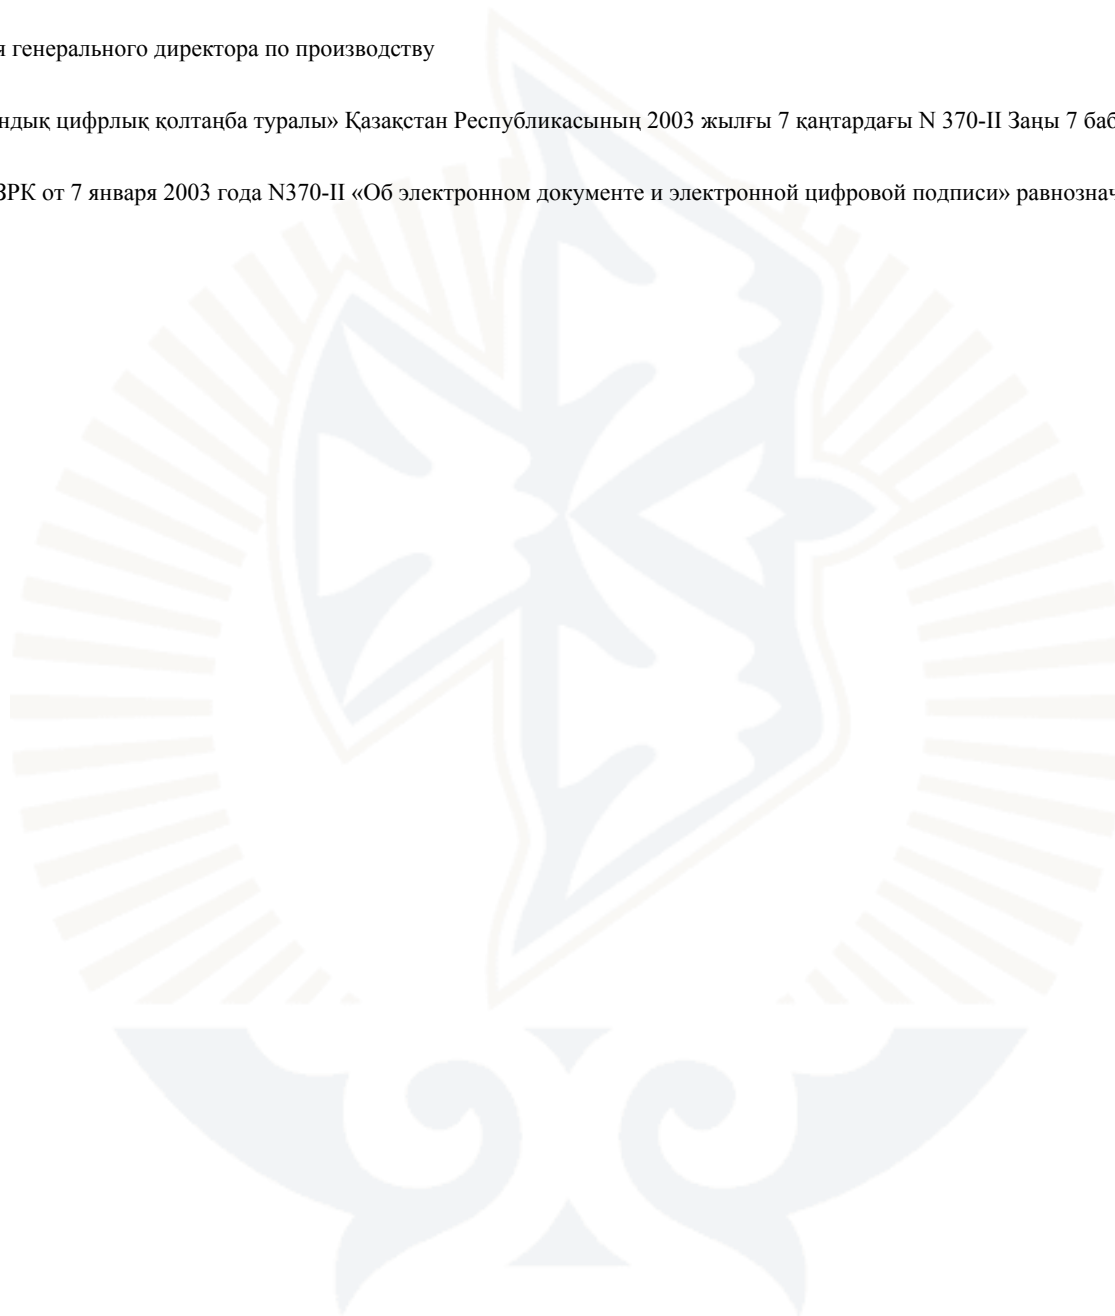 я генерального директора по производству
ндық цифрлық қолтаңба туралы» Қазақстан Республикасының 2003 жылғы 7 қаңтардағы N 370-II Заңы 7 баб
ЗРК от 7 января 2003 года N370-II «Об электронном документе и электронной цифровой подписи» равнознач